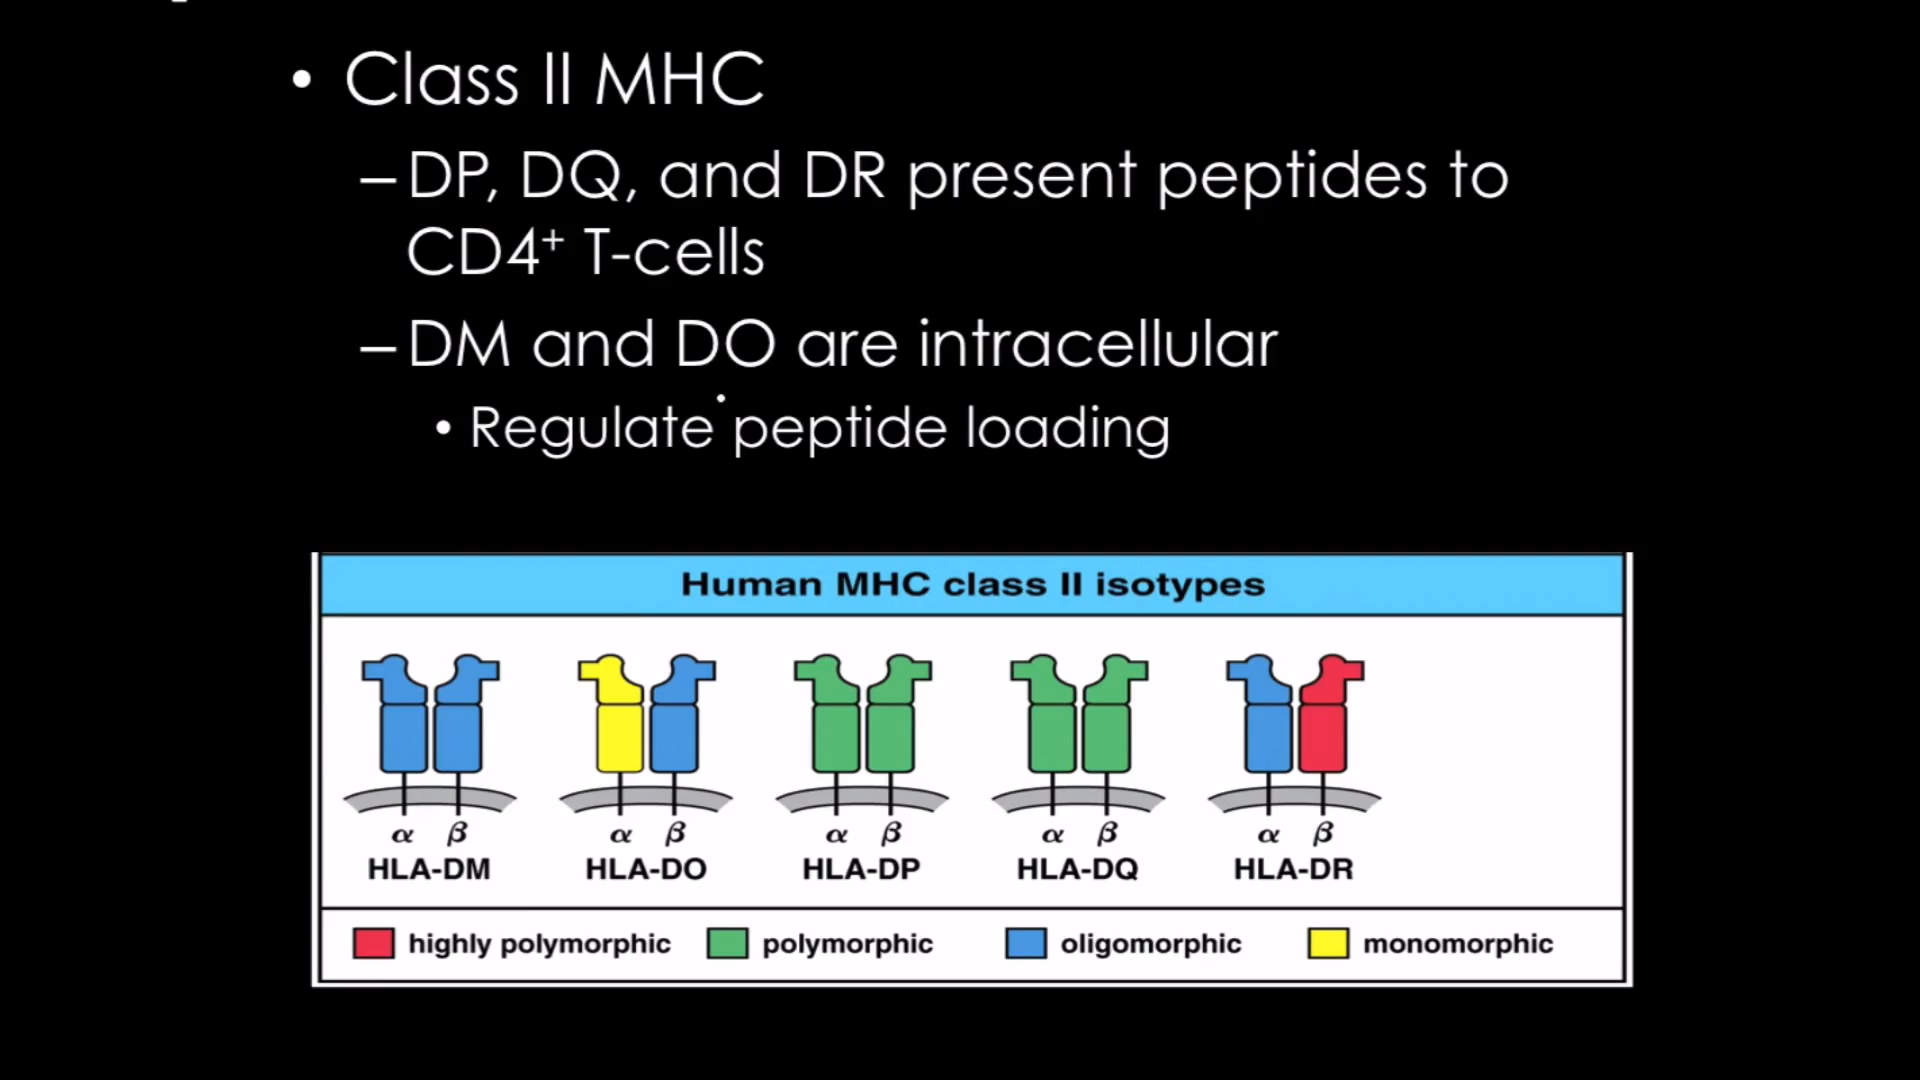 • Class II MHC
– DP, DQ, and DR present peptides to
CD4⁺ T-cells
– DM and DO are intracellular
• Regulate peptide loading
Human MHC class II isotypes
α β α β α β α β α β
HLA-DM HLA-DO HLA-DP HLA-DQ HLA-DR
highly polymorphic polymorphic oligomorphic monomorphic